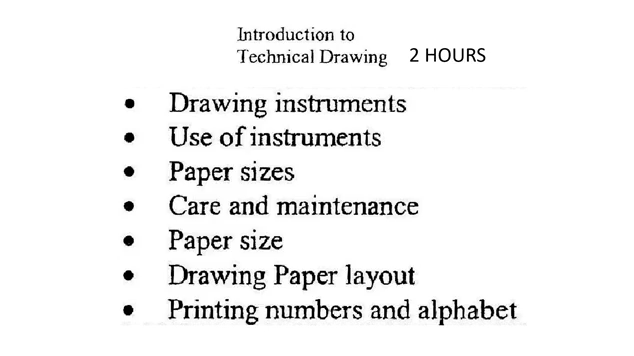 Introduction to
Technical Drawing 2 HOURS
• Drawing instruments
• Use of instruments
• Paper sizes
• Care and maintenance
• Paper size
• Drawing Paper layout
• Printing numbers and alphabet